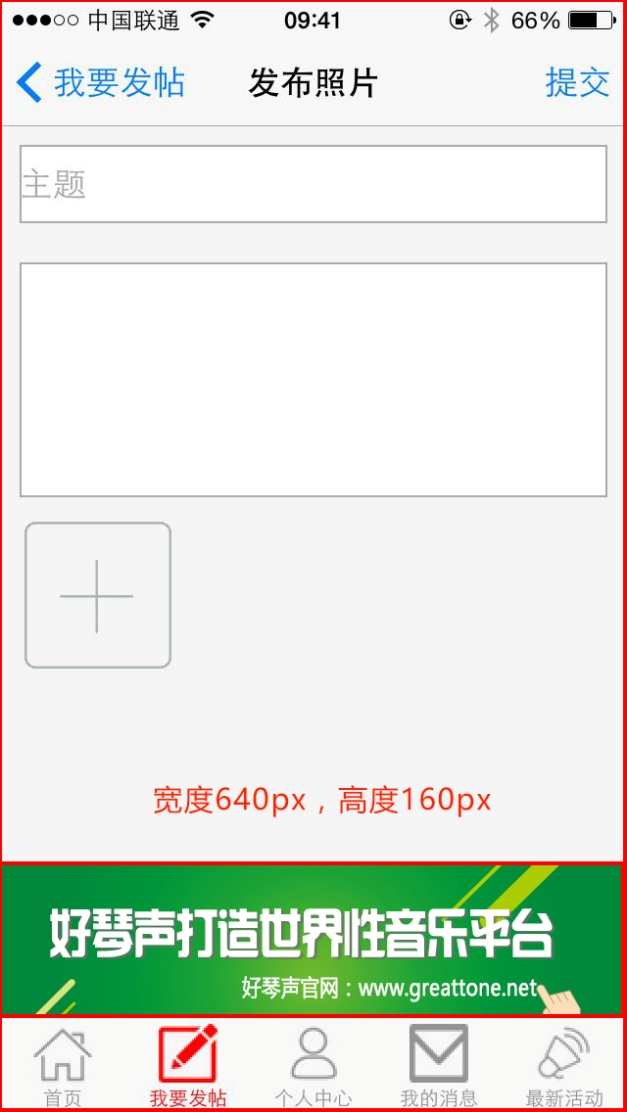 中国联通 09:41 66%
我要发帖 发布照片 提交
主题
宽度640px，高度160px
好琴声打造世界性音乐平台
好琴声官网：www.greattone.net
首页 我要发帖 个人中心 我的消息 最新活动